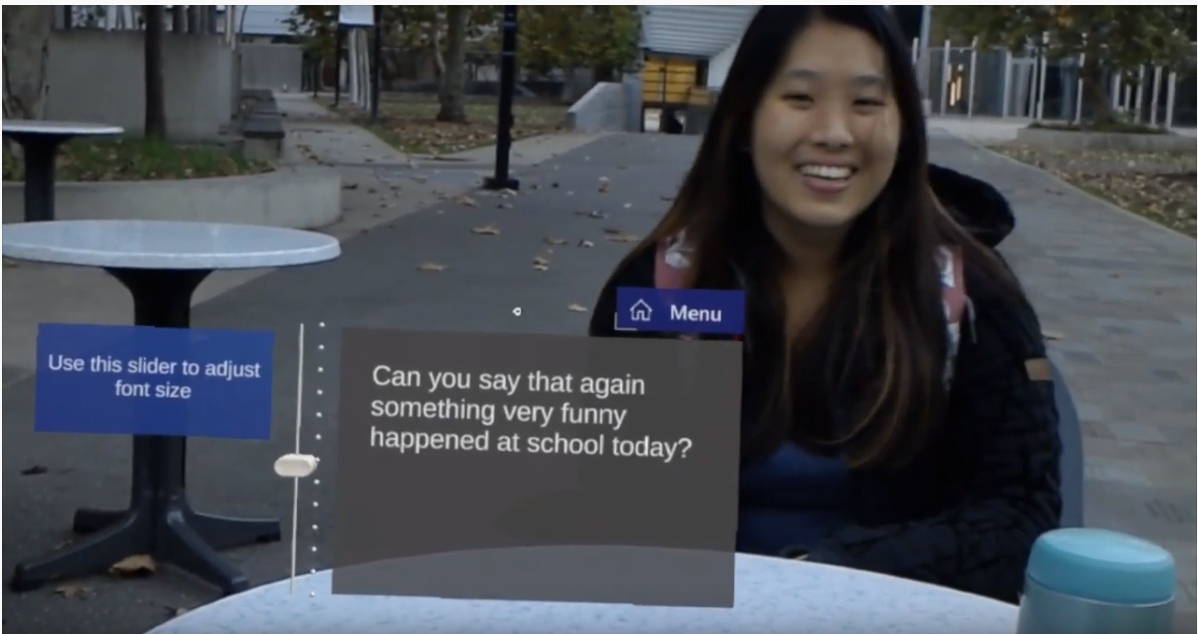 Menu
Use this slider to adjust
font size
Can you say that again
something very funny
happened at school today?